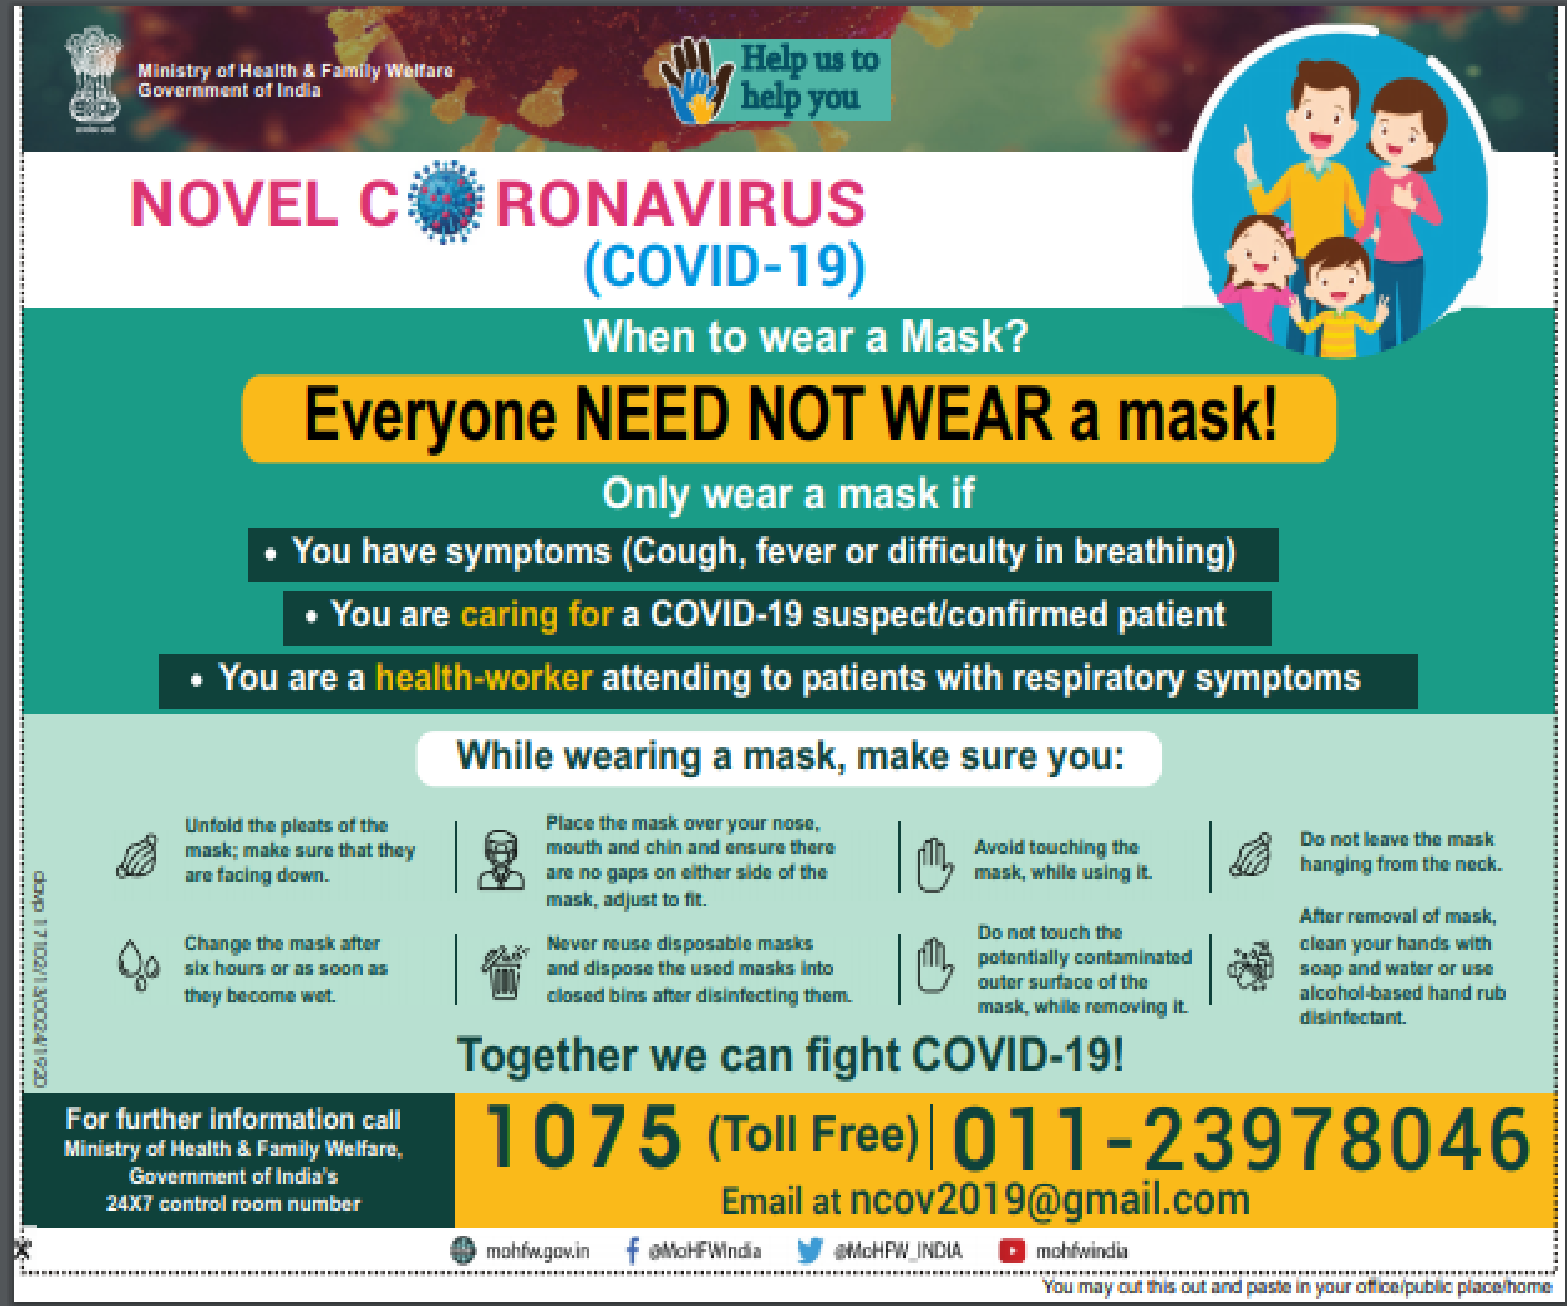 Ministry of Health & Family Welfare
Government of India
Help us to
help you
NOVEL CORONAVIRUS
(COVID-19)
When to wear a Mask?
Everyone NEED NOT WEAR a mask!
Only wear a mask if
• You have symptoms (Cough, fever or difficulty in breathing)
• You are caring for a COVID-19 suspect/confirmed patient
• You are a health-worker attending to patients with respiratory symptoms
While wearing a mask, make sure you:
Unfold the pleats of the
mask; make sure that they
are facing down.
Place the mask over your nose,
mouth and chin and ensure there
are no gaps on either side of the
mask, adjust to fit.
Avoid touching the
mask, while using it.
Do not leave the mask
hanging from the neck.
Change the mask after
six hours or as soon as
they become wet.
Never reuse disposable masks
and dispose the used masks into
closed bins after disinfecting them.
Do not touch the
potentially contaminated
outer surface of the
mask, while removing it.
After removal of mask,
clean your hands with
soap and water or use
alcohol-based hand rub
disinfectant.
davp 17102/13/0024/1920
Together we can fight COVID-19!
For further information call
Ministry of Health & Family Welfare,
Government of India's
24X7 control room number
1075 (Toll Free) | 011-23978046
Email at ncov2019@gmail.com
mohfw.gov.in @MoHFWIndia @MoHFW_INDIA mohfwindia
You may cut this out and paste in your office/public place/home